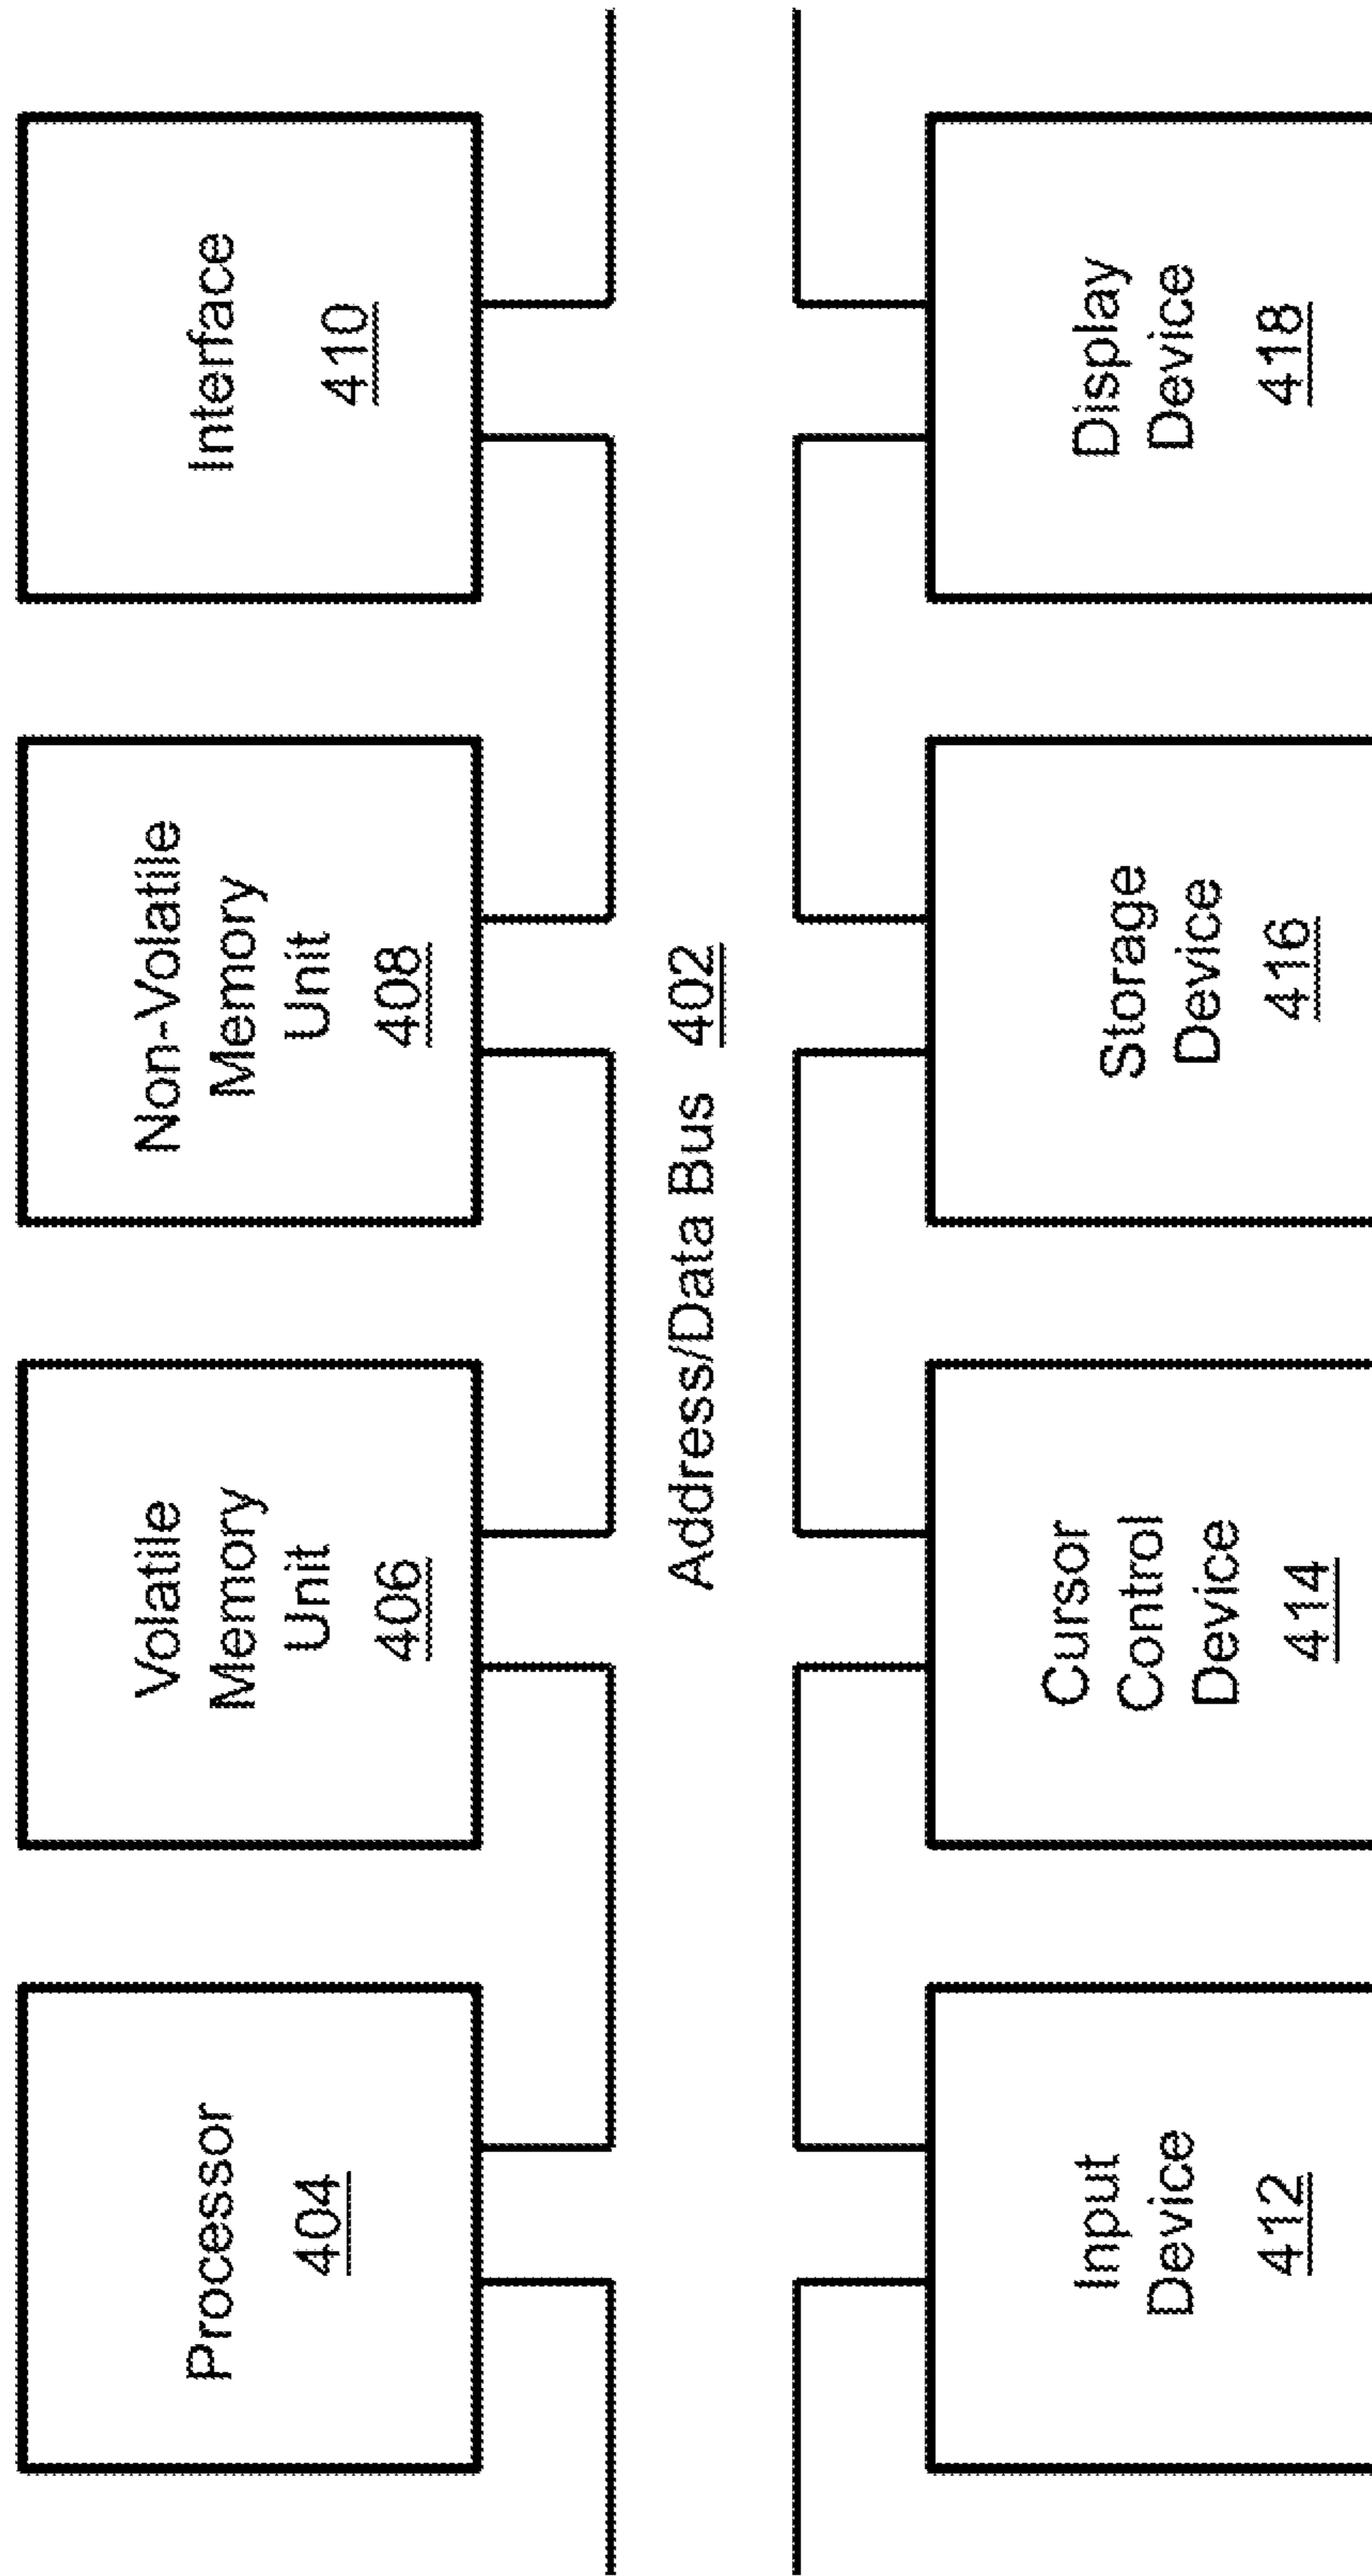 Processor
404
Volatile
Memory
Unit
406
Non-Volatile
Memory
Unit
408
Interface
410
Address/Data Bus 402
Input
Device
412
Cursor
Control
Device
414
Storage
Device
416
Display
Device
418